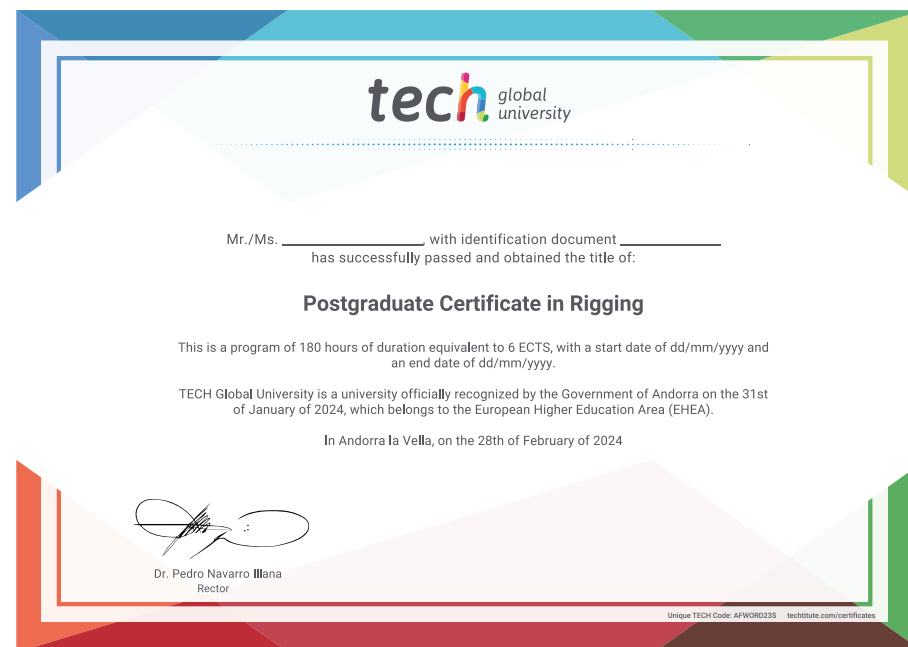 tech global
university
Mr./Ms. ____________, with identification document ____________
has successfully passed and obtained the title of:
Postgraduate Certificate in Rigging
This is a program of 180 hours of duration equivalent to 6 ECTS, with a start date of dd/mm/yyyy and
an end date of dd/mm/yyyy.
TECH Global University is a university officially recognized by the Government of Andorra on the 31st
of January of 2024, which belongs to the European Higher Education Area (EHEA).
In Andorra la Vella, on the 28th of February of 2024
Dr. Pedro Navarro Illana
Rector
Unique TECH Code: AFWORD23S techtitute.com/certificates